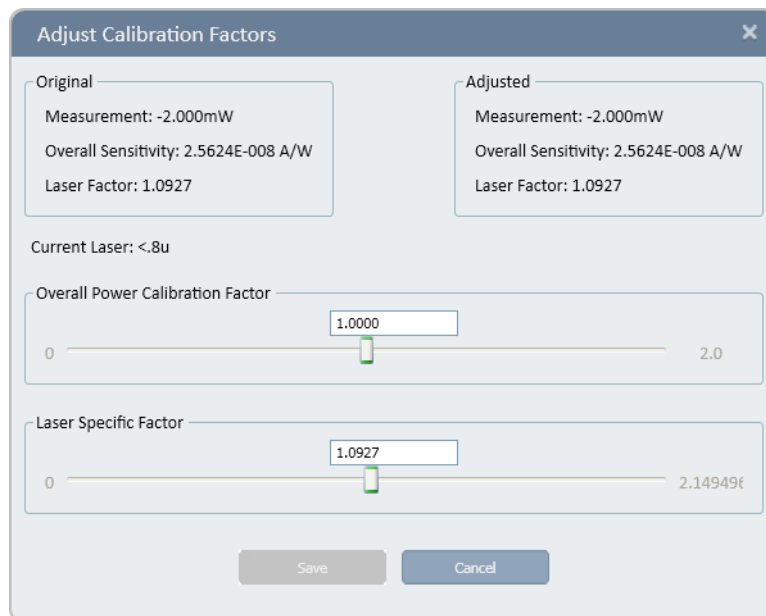 Adjust Calibration Factors
Original
Measurement: -2.000mW
Overall Sensitivity: 2.5624E-008 A/W
Laser Factor: 1.0927
Adjusted
Measurement: -2.000mW
Overall Sensitivity: 2.5624E-008 A/W
Laser Factor: 1.0927
Current Laser: <.8u
Overall Power Calibration Factor
1.0000
0 2.0
Laser Specific Factor
1.0927
0 2.149496
Save Cancel